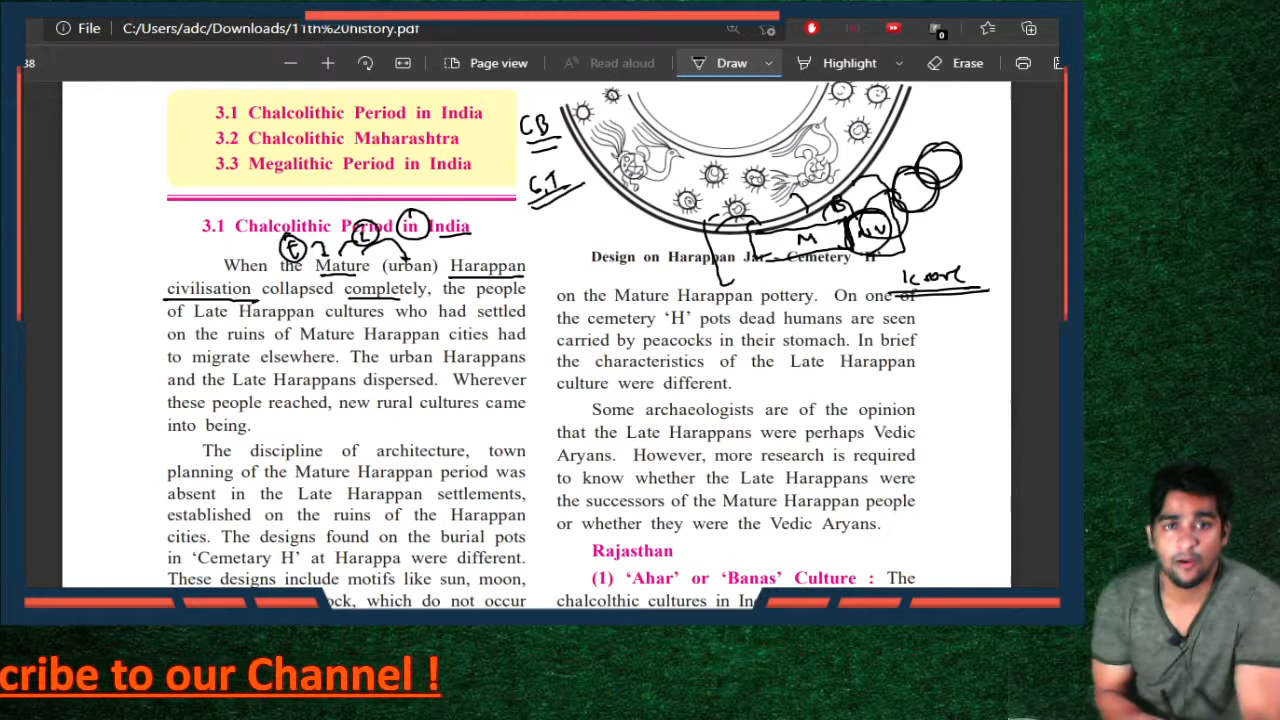 File
C:/Users/adc/Downloads/11th%20history.pdf
38
Page view
Read aloud
Draw
Highlight
Erase
0
3.1 Chalcolithic Period in India
3.2 Chalcolithic Maharashtra
3.3 Megalithic Period in India
3.1 Chalcolithic Period in India
E
L
When the Mature (urban) Harappan
civilisation collapsed completely, the people
of Late Harappan cultures who had settled
on the ruins of Mature Harappan cities had
to migrate elsewhere. The urban Harappans
and the Late Harappans dispersed. Wherever
these people reached, new rural cultures came
into being.
The discipline of architecture, town
planning of the Mature Harappan period was
absent in the Late Harappan settlements,
established on the ruins of the Harappan
cities. The designs found on the burial pots
in ‘Cemetary H’ at Harappa were different.
These designs include motifs like sun, moon,
ock, which do not occur
CB
M
Design on Harappan Jar - Cemetery ‘H’
on the Mature Harappan pottery. On one of
the cemetery ‘H’ pots dead humans are seen
carried by peacocks in their stomach. In brief
the characteristics of the Late Harappan
culture were different.
Some archaeologists are of the opinion
that the Late Harappans were perhaps Vedic
Aryans. However, more research is required
to know whether the Late Harappans were
the successors of the Mature Harappan people
or whether they were the Vedic Aryans.
Rajasthan
(1) ‘Ahar’ or ‘Banas’ Culture : The
chalcolthic cultures in In
cribe to our Channel !